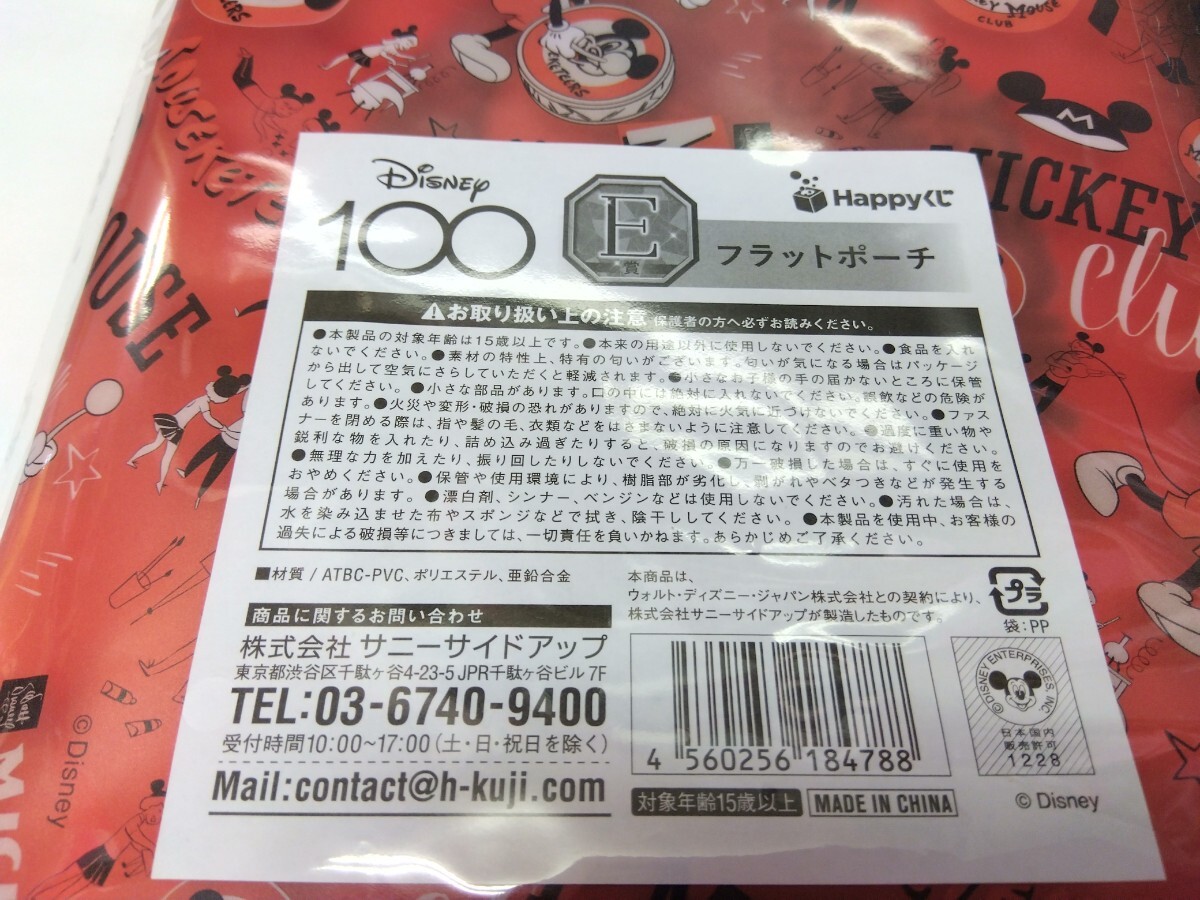 MICKEY MOUSE
CLUB
MOUSEKETEERS
M
MICKEY
Club
MOUSE
Disney
100
E
賞
フラットポーチ
Happyくじ
お取り扱い上の注意 保護者の方へ必ずお読みください。
●本製品の対象年齢は15歳以上です。●本来の用途以外に使用しないでください。●食品を入れ
ないでください。●素材の特性上、特有の匂いがございます。匂いが気になる場合はパッケージ
から出して空気にさらしていただくと軽減されます。●小さなお子様の手の届かないところに保管
してください。●小さな部品があります。口の中には絶対に入れないでください。誤飲などの危険が
あります。●火災や変形・破損の恐れがありますので、絶対に火気に近づけないでください。●ファス
ナーを閉める際は、指や髪の毛、衣類などをはさまないように注意してください。●過度に重い物や
鋭利な物を入れたり、詰め込み過ぎたりすると、破損の原因になりますのでお避けください。
●無理な力を加えたり、振り回したりしないでください。●万一破損した場合は、すぐに使用を
おやめください。●保管や使用環境により、樹脂部が劣化し、剥がれやベタつきなどが発生する
場合があります。●漂白剤、シンナー、ベンジンなどは使用しないでください。●汚れた場合は、
水を染み込ませた布やスポンジなどで拭き、陰干ししてください。●本製品を使用中、お客様の
過失による破損等につきましては、一切責任を負いかねます。あらかじめご了承ください。
■材質/ATBC-PVC、ポリエステル、亜鉛合金
商品に関するお問い合わせ
株式会社 サニーサイドアップ
東京都渋谷区千駄ヶ谷4-23-5 JPR千駄ヶ谷ビル 7F
TEL:03-6740-9400
受付時間10:00~17:00(土・日・祝日を除く)
Mail:contact@h-kuji.com
本商品は、
ウォルト・ディズニー・ジャパン株式会社との契約により、
株式会社サニーサイドアップが製造したものです。
プラ
袋:PP
4 560256 184788
対象年齢15歳以上
MADE IN CHINA
©DISNEY ENTERPRISES, INC.
日本国内
販売許可
1228
© Disney
© Disney